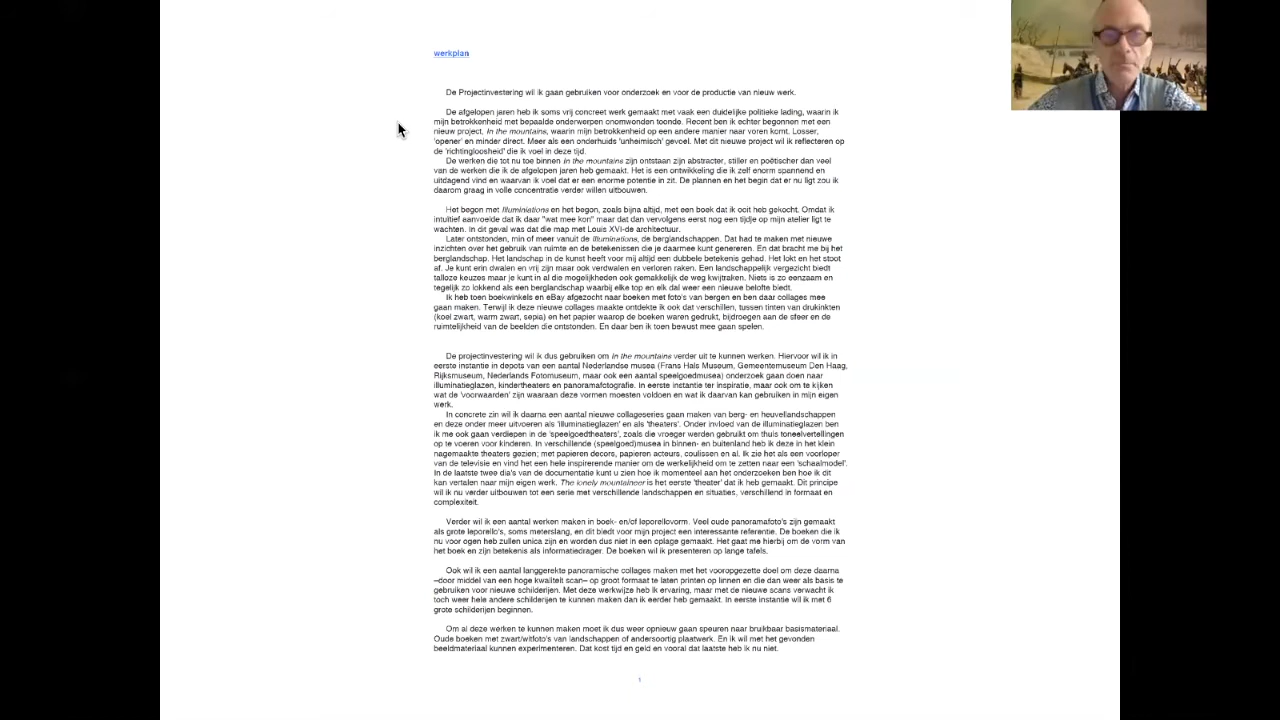 werkplan
De Projectinvestering wil ik gaan gebruiken voor onderzoek en voor de productie van nieuw werk.
De afgelopen jaren heb ik soms vrij concreet werk gemaakt met vaak een duidelijke politieke lading, waarin ik
mijn betrokkenheid met bepaalde onderwerpen onomwonden toonde. Recent ben ik echter begonnen met een
nieuw project, In the mountains, waarin mijn betrokkenheid op een andere manier naar voren komt. Losser,
'opener' en minder direct. Meer als een onderhuids 'unheimisch' gevoel. Met dit nieuwe project wil ik reflecteren op
de 'richtingloosheid' die ik voel in deze tijd.
De werken die tot nu toe binnen In the mountains zijn ontstaan zijn abstracter, stiller en poëtischer dan veel
van de werken die ik de afgelopen jaren heb gemaakt. Het is een ontwikkeling die ik zelf enorm spannend en
uitdagend vind en waarvan ik voel dat er een enorme potentie in zit. De plannen en het begin dat er nu ligt zou ik
daarom graag in volle concentratie verder willen uitbouwen.
Het begon met Illuminiations en het begon, zoals bijna altijd, met een boek dat ik ooit heb gekocht. Omdat ik
intuïtief aanvoelde dat ik daar "wat mee kon" maar dat dan vervolgens eerst nog een tijdje op mijn atelier ligt te
wachten. In dit geval was dat die map met Louis XVI-de architectuur.
Later ontstonden, min of meer vanuit de Illuminations, de berglandschappen. Dat had te maken met nieuwe
inzichten over het gebruik van ruimte en de betekenissen die je daarmee kunt genereren. En dat bracht me bij het
berglandschap. Het landschap in de kunst heeft voor mij altijd een dubbele betekenis gehad. Het lokt en het stoot
af. Je kunt erin dwalen en vrij zijn maar ook verdwalen en verloren raken. Een landschappelijk vergezicht biedt
talloze keuzes maar je kunt in al die mogelijkheden ook gemakkelijk de weg kwijtraken. Niets is zo eenzaam en
tegelijk zo lokkend als een berglandschap waarbij elke top en elk dal weer een nieuwe belofte biedt.
Ik heb toen boekwinkels en eBay afgezocht naar boeken met foto's van bergen en ben daar collages mee
gaan maken. Terwijl ik deze nieuwe collages maakte ontdekte ik ook dat verschillen, tussen tinten van drukinkten
(koel zwart, warm zwart, sepia) en het papier waarop de boeken waren gedrukt, bijdroegen aan de sfeer en de
ruimtelijkheid van de beelden die ontstonden. En daar ben ik toen bewust mee gaan spelen.
De projectinvestering wil ik dus gebruiken om In the mountains verder uit te kunnen werken. Hiervoor wil ik in
eerste instantie in depots van een aantal Nederlandse musea (Frans Hals Museum, Gemeentemuseum Den Haag,
Rijksmuseum, Nederlands Fotomuseum, maar ook een aantal speelgoedmusea) onderzoek gaan doen naar
illuminatieglazen, kindertheaters en panoramafotografie. In eerste instantie ter inspiratie, maar ook om te kijken
wat de 'voorwaarden' zijn waaraan deze vormen moesten voldoen en wat ik daarvan kan gebruiken in mijn eigen
werk.
In concrete zin wil ik daarna een aantal nieuwe collageseries gaan maken van berg- en heuvellandschappen
en deze onder meer uitvoeren als 'illuminatieglazen' en als 'theaters'. Onder invloed van de illuminatieglazen ben
ik me ook gaan verdiepen in de 'speelgoedtheaters', zoals die vroeger werden gebruikt om thuis toneelvertellingen
op te voeren voor kinderen. In verschillende (speelgoed)musea in binnen- en buitenland heb ik deze in het klein
nagemaakte theaters gezien; met papieren decors, papieren acteurs, coulissen en al. Ik zie het als een voorloper
van de televisie en vind het een hele inspirerende manier om de werkelijkheid om te zetten naar een 'schaalmodel'.
In de laatste twee dia's van de documentatie kunt u zien hoe ik momenteel aan het onderzoeken ben hoe ik dit
kan vertalen naar mijn eigen werk. The lonely mountaineer is het eerste 'theater' dat ik heb gemaakt. Dit principe
wil ik nu verder uitbouwen tot een serie met verschillende landschappen en situaties, verschillend in formaat en
complexiteit.
Verder wil ik een aantal werken maken in boek- en/of leporellovorm. Veel oude panoramafoto's zijn gemaakt
als grote leporello's, soms meterslang, en dit biedt voor mijn project een interessante referentie. De boeken die ik
nu voor ogen heb zullen unica zijn en worden dus niet in een oplage gemaakt. Het gaat me hierbij om de vorm van
het boek en zijn betekenis als informatiedrager. De boeken wil ik presenteren op lange tafels.
Ook wil ik een aantal langgerekte panoramische collages maken met het vooropgezette doel om deze daarna
–door middel van een hoge kwaliteit scan– op groot formaat te laten printen op linnen en die dan weer als basis te
gebruiken voor nieuwe schilderijen. Met deze werkwijze heb ik ervaring, maar met de nieuwe scans verwacht ik
toch weer hele andere schilderijen te kunnen maken dan ik eerder heb gemaakt. In eerste instantie wil ik met 6
grote schilderijen beginnen.
Om al deze werken te kunnen maken moet ik dus weer opnieuw gaan speuren naar bruikbaar basismateriaal.
Oude boeken met zwart/witfoto's van landschappen of andersoortig plaatwerk. En ik wil met het gevonden
beeldmateriaal kunnen experimenteren. Dat kost tijd en geld en vooral dat laatste heb ik nu niet.
1